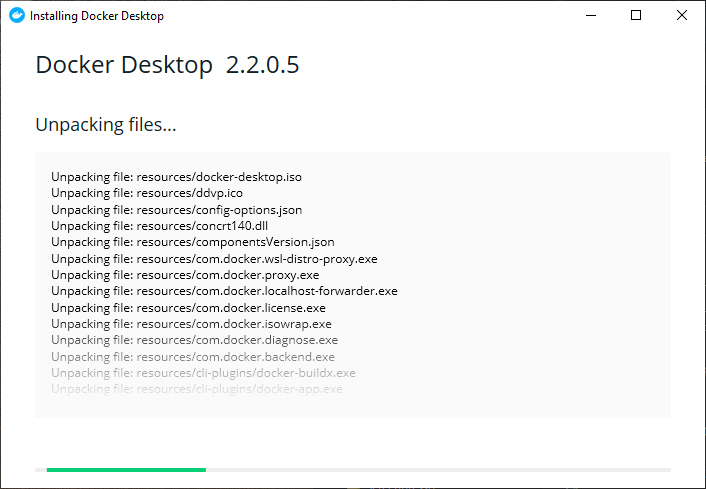 Installing Docker Desktop
Docker Desktop 2.2.0.5
Unpacking files...
Unpacking file: resources/docker-desktop.iso
Unpacking file: resources/ddvp.ico
Unpacking file: resources/config-options.json
Unpacking file: resources/concrt140.dll
Unpacking file: resources/componentsVersion.json
Unpacking file: resources/com.docker.wsl-distro-proxy.exe
Unpacking file: resources/com.docker.proxy.exe
Unpacking file: resources/com.docker.localhost-forwarder.exe
Unpacking file: resources/com.docker.license.exe
Unpacking file: resources/com.docker.isowrap.exe
Unpacking file: resources/com.docker.diagnose.exe
Unpacking file: resources/com.docker.backend.exe
Unpacking file: resources/cli-plugins/docker-buildx.exe
Unpacking file: resources/cli-plugins/docker-app.exe